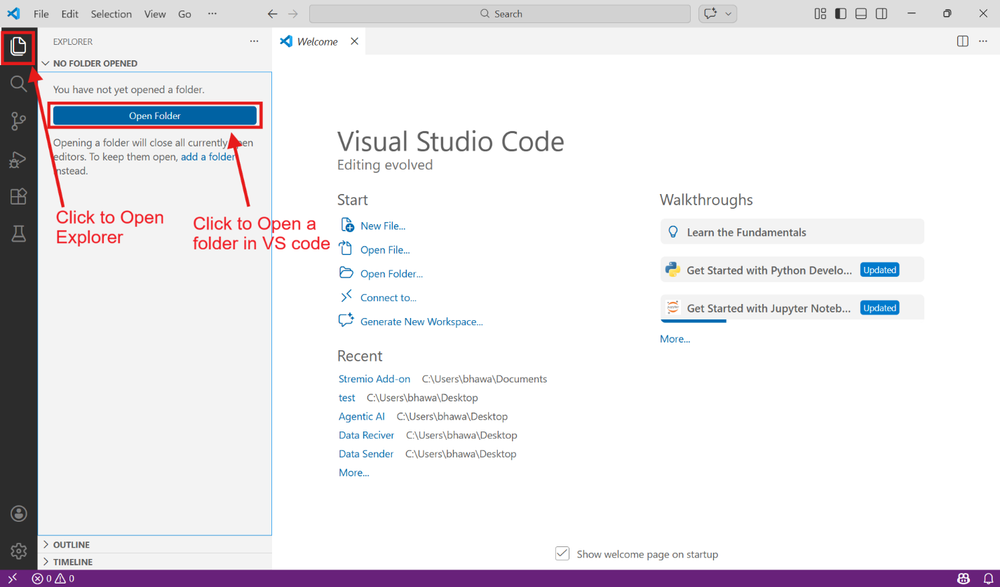 File Edit Selection View Go ···
Search
EXPLORER ···
Welcome
NO FOLDER OPENED
You have not yet opened a folder.
Open Folder
Opening a folder will close all currently open
editors. To keep them open, add a folder
instead.
Click to Open
Explorer
Click to Open a
folder in VS code
Visual Studio Code
Editing evolved
Start
New File...
Open File...
Open Folder...
Connect to...
Generate New Workspace...
Recent
Stremio Add-on C:\Users\bhawa\Documents
test C:\Users\bhawa\Desktop
Agentic AI C:\Users\bhawa\Desktop
Data Reciver C:\Users\bhawa\Desktop
Data Sender C:\Users\bhawa\Desktop
More...
Walkthroughs
Learn the Fundamentals
Get Started with Python Develo... Updated
Jupyter
Get Started with Jupyter Noteb... Updated
More...
Show welcome page on startup
OUTLINE
TIMELINE
0 0